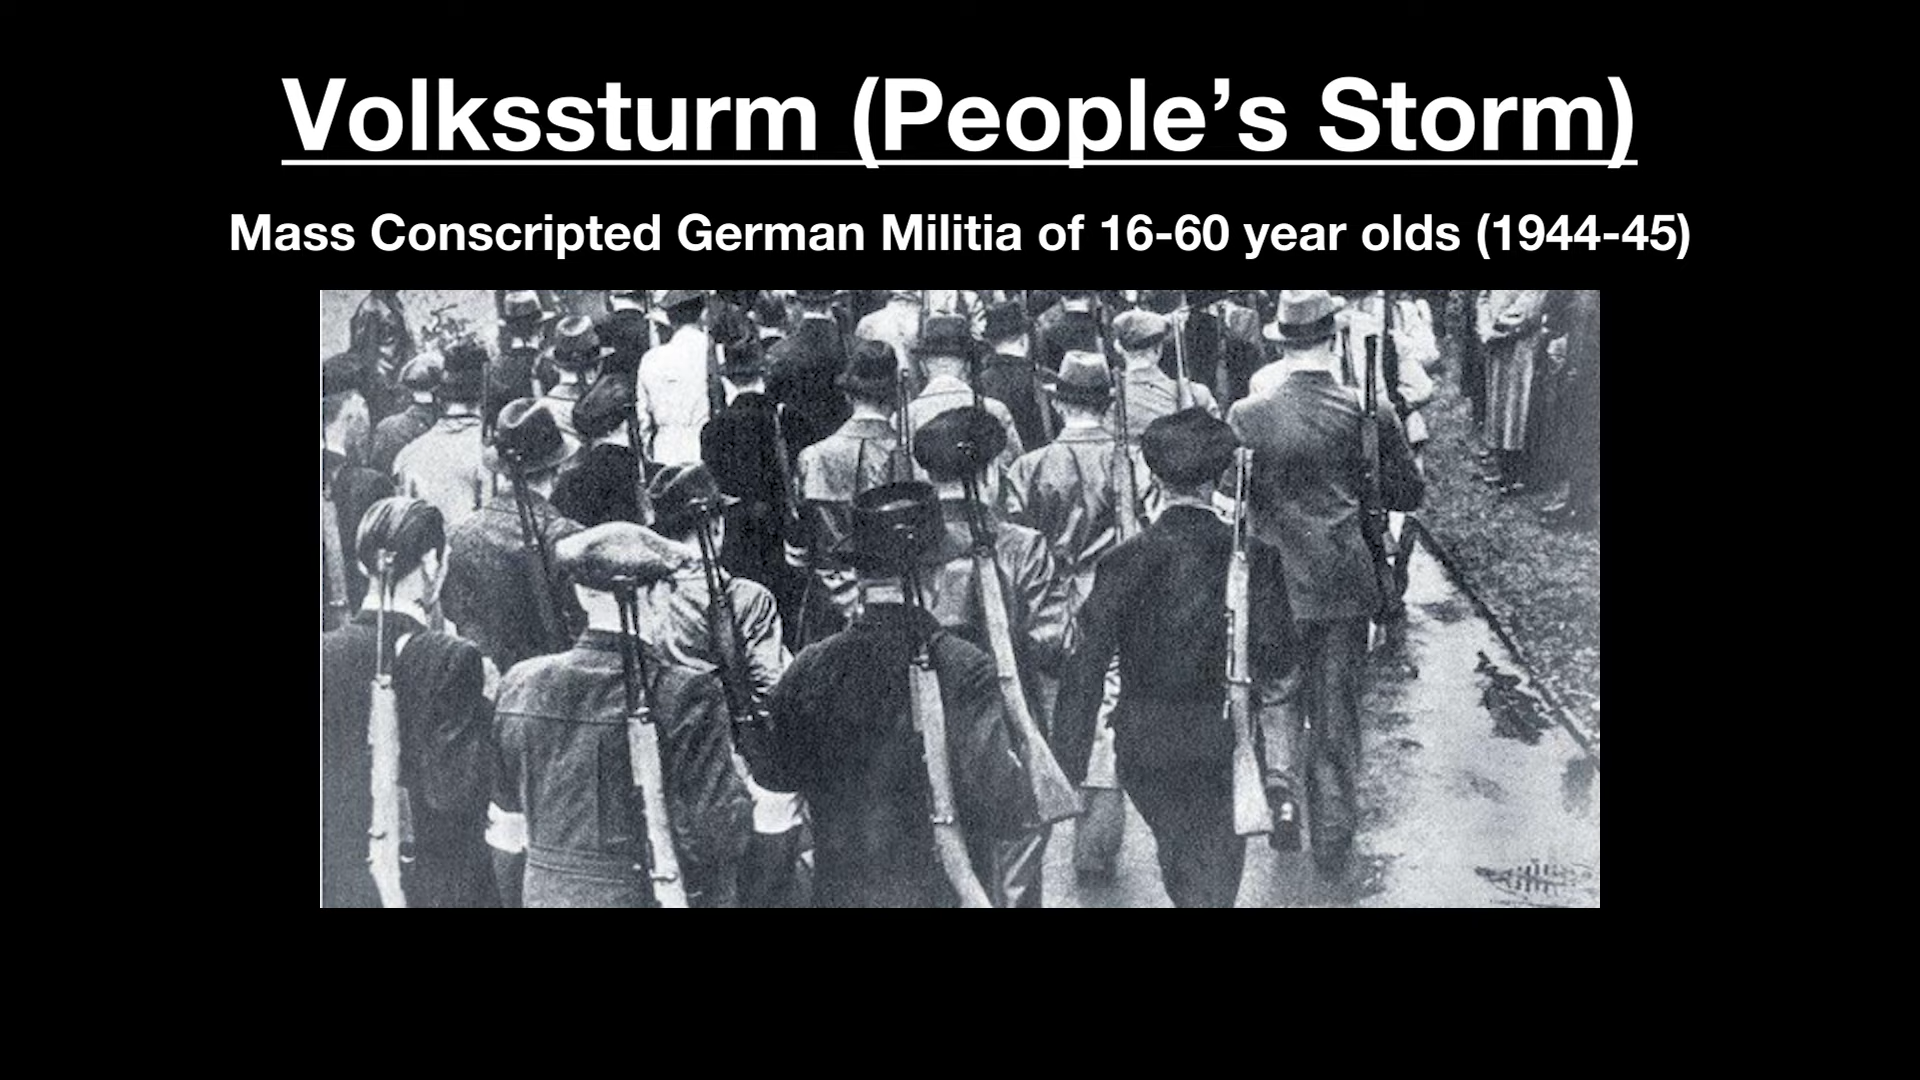 Volkssturm (People’s Storm)
Mass Conscripted German Militia of 16-60 year olds (1944-45)